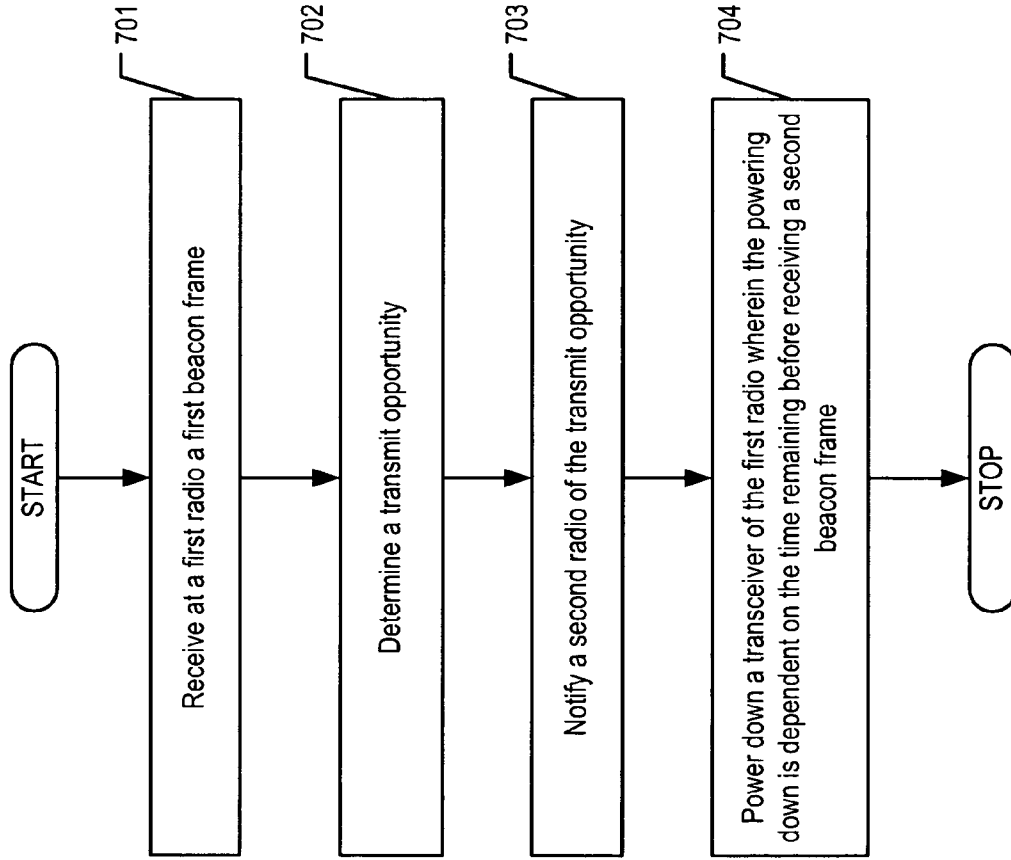 START
701
Receive at a first radio a first beacon frame
702
Determine a transmit opportunity
703
Notify a second radio of the transmit opportunity
704
Power down a transceiver of the first radio wherein the powering
down is dependent on the time remaining before receiving a second
beacon frame
STOP